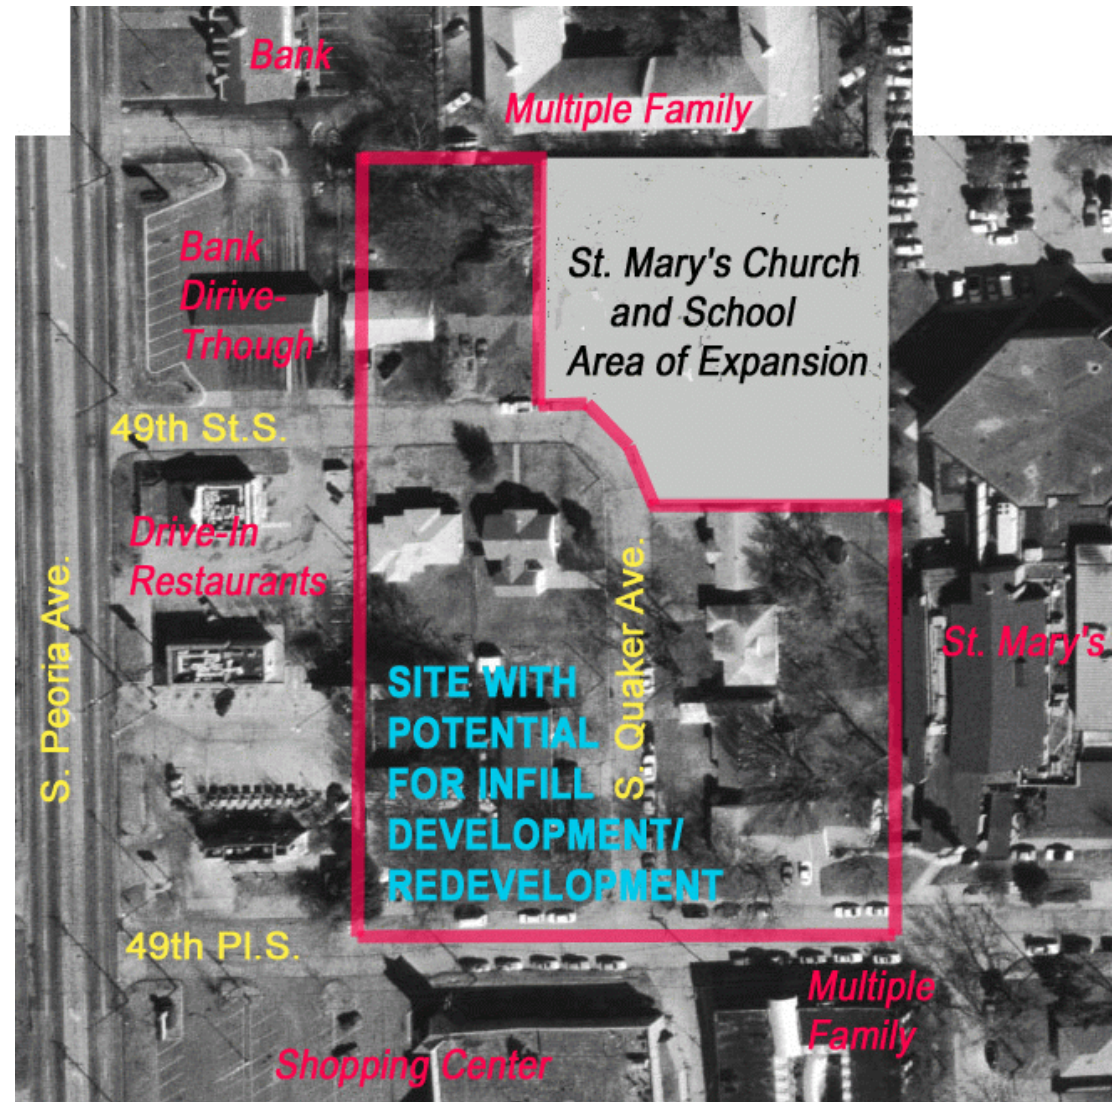 Bank
Multiple Family
Bank
Dirive-
Trhough
St. Mary's Church
and School
Area of Expansion
49th St.S.
Drive-In
Restaurants
S. Peoria Ave.
S. Quaker Ave.
St. Mary's
SITE WITH
POTENTIAL
FOR INFILL
DEVELOPMENT/
REDEVELOPMENT
49th Pl.S.
Multiple
Family
Shopping Center